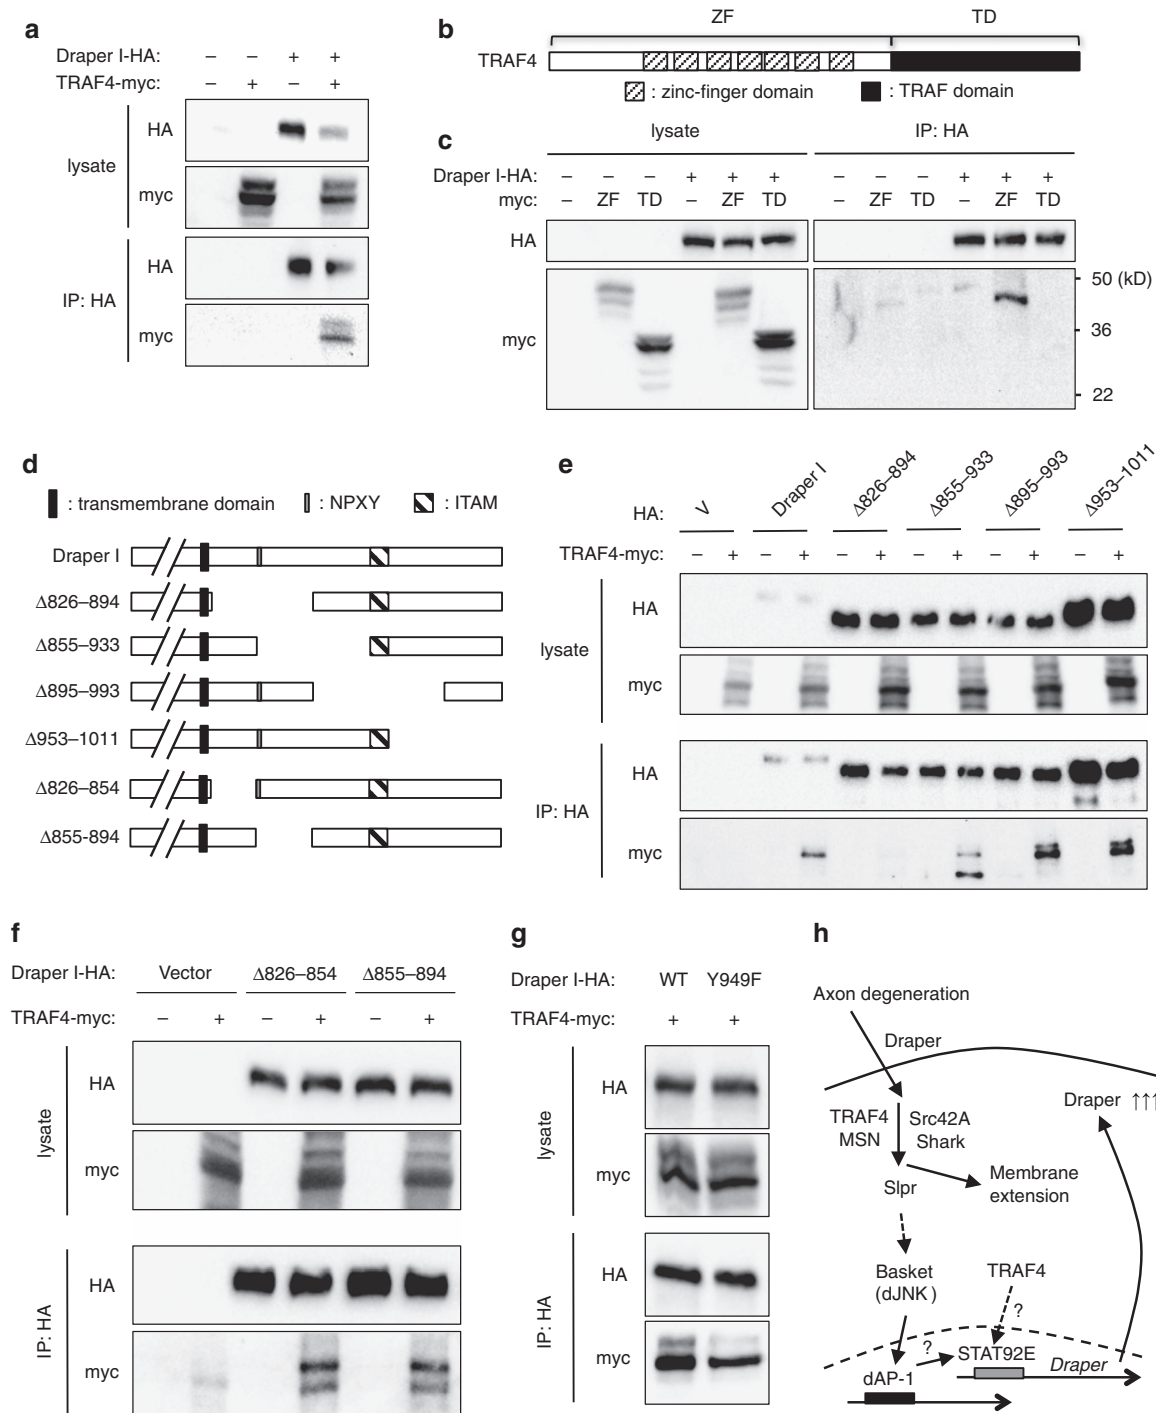 a
Draper I-HA: – – + +
TRAF4-myc: – + – +
lysate
HA
myc
IP: HA
HA
myc
b
ZF TD
TRAF4
: zinc-finger domain : TRAF domain
c
lysate IP: HA
Draper I-HA: – – – + + + – – – + + +
myc: – ZF TD – ZF TD – ZF TD – ZF TD
HA
myc
50 (kD)
36
22
d
: transmembrane domain : NPXY : ITAM
Draper I
Δ826–894
Δ855–933
Δ895–993
Δ953–1011
Δ826–854
Δ855-894
e
HA: V Draper I Δ826–894 Δ855–933 Δ895–993 Δ953–1011
TRAF4-myc: – + – + – + – + – + – +
lysate
HA
myc
IP: HA
HA
myc
f
Draper I-HA: Vector Δ826–854 Δ855–894
TRAF4-myc: – + – + – +
lysate
HA
myc
IP: HA
HA
myc
g
Draper I-HA: WT Y949F
TRAF4-myc: + +
lysate
HA
myc
IP: HA
HA
myc
h
Axon degeneration
Draper
Draper ↑↑↑
TRAF4 Src42A
MSN Shark
Slpr
Membrane
extension
Basket
(dJNK)
TRAF4
?
?
STAT92E
Draper
dAP-1